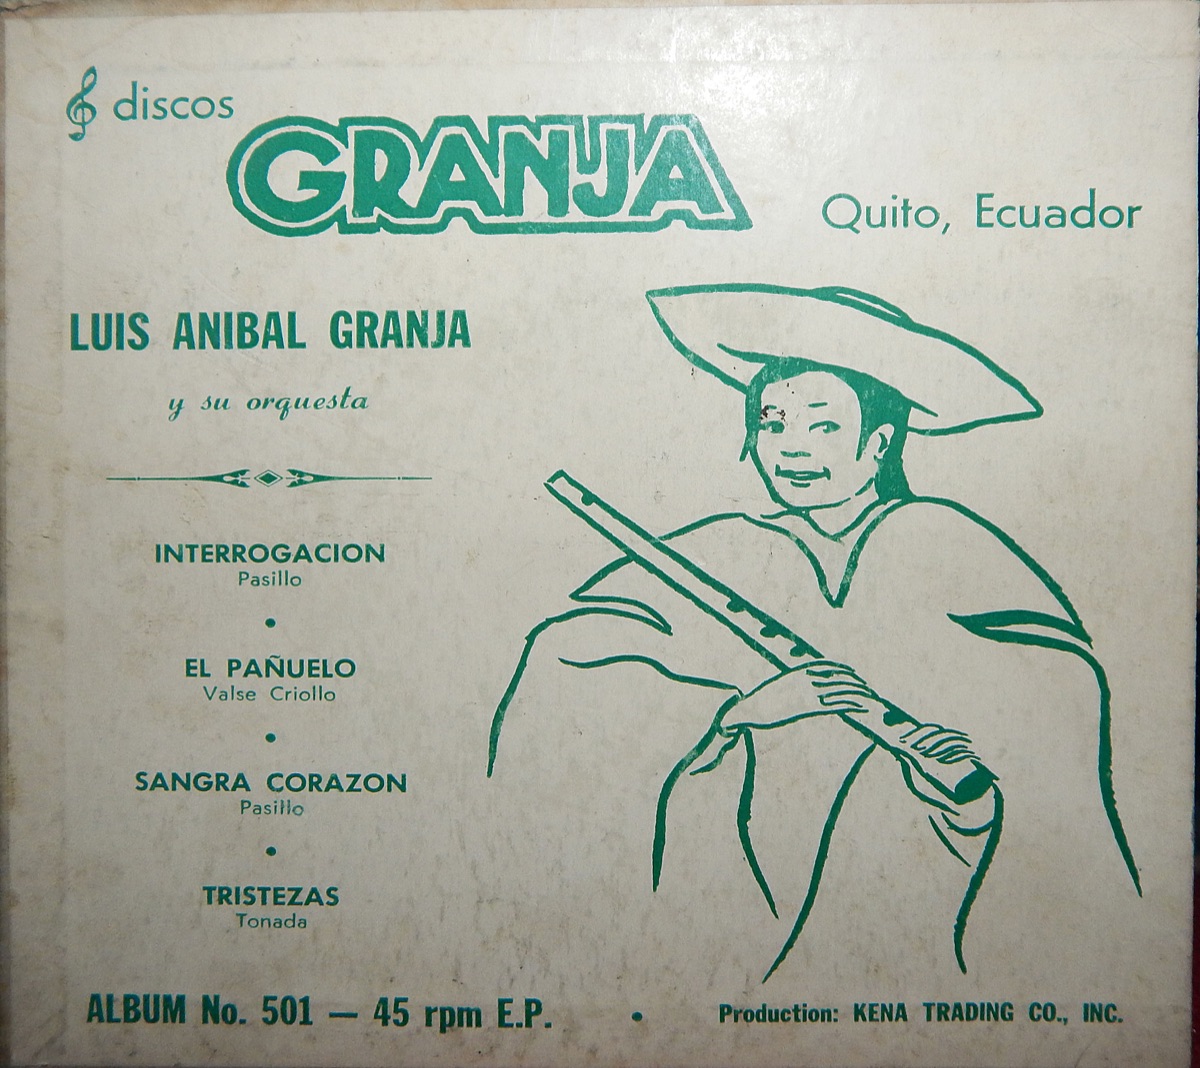 discos
GRANJA
Quito, Ecuador
LUIS ANIBAL GRANJA
y su orquesta
INTERROGACION
Pasillo
•
EL PAÑUELO
Valse Criollo
•
SANGRA CORAZON
Pasillo
•
TRISTEZAS
Tonada
ALBUM No. 501 — 45 rpm E.P. • Production: KENA TRADING CO., INC.